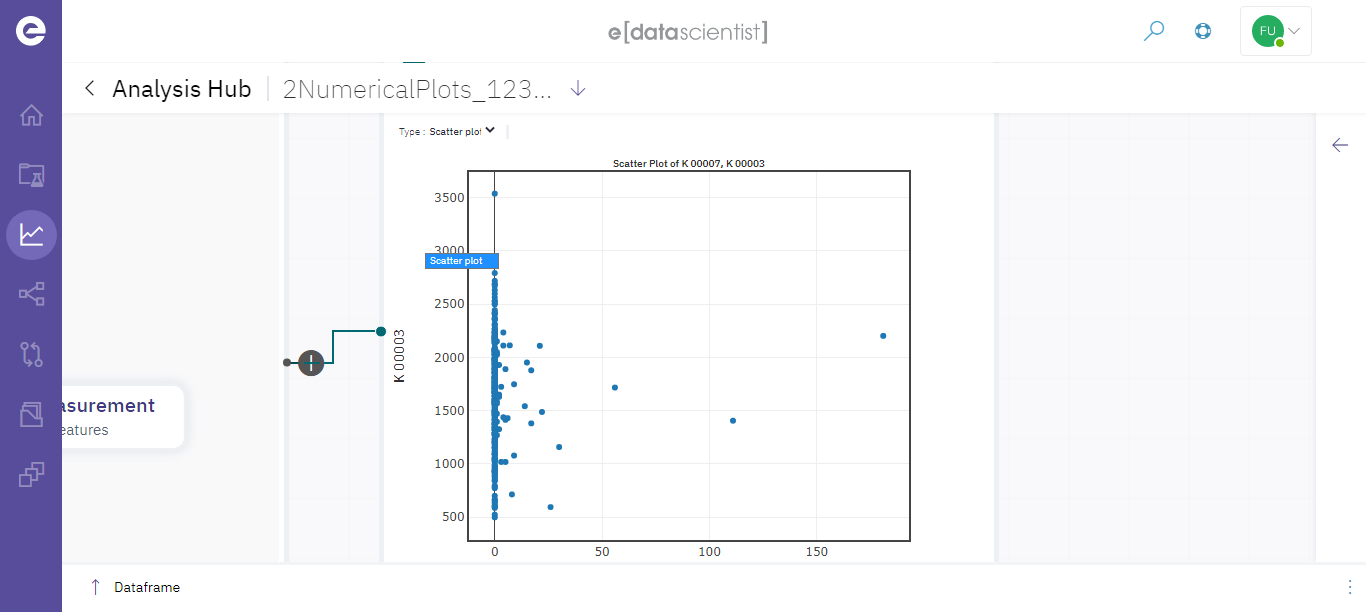 e
e[datascientist]
FU
Analysis Hub
2NumericalPlots_123...
Type : Scatter plot
Scatter Plot of K 00007, K 00003
3500
3000
Scatter plot
2500
2000
1500
1000
500
K 00003
0 50 100 150
asurement
eatures
Dataframe